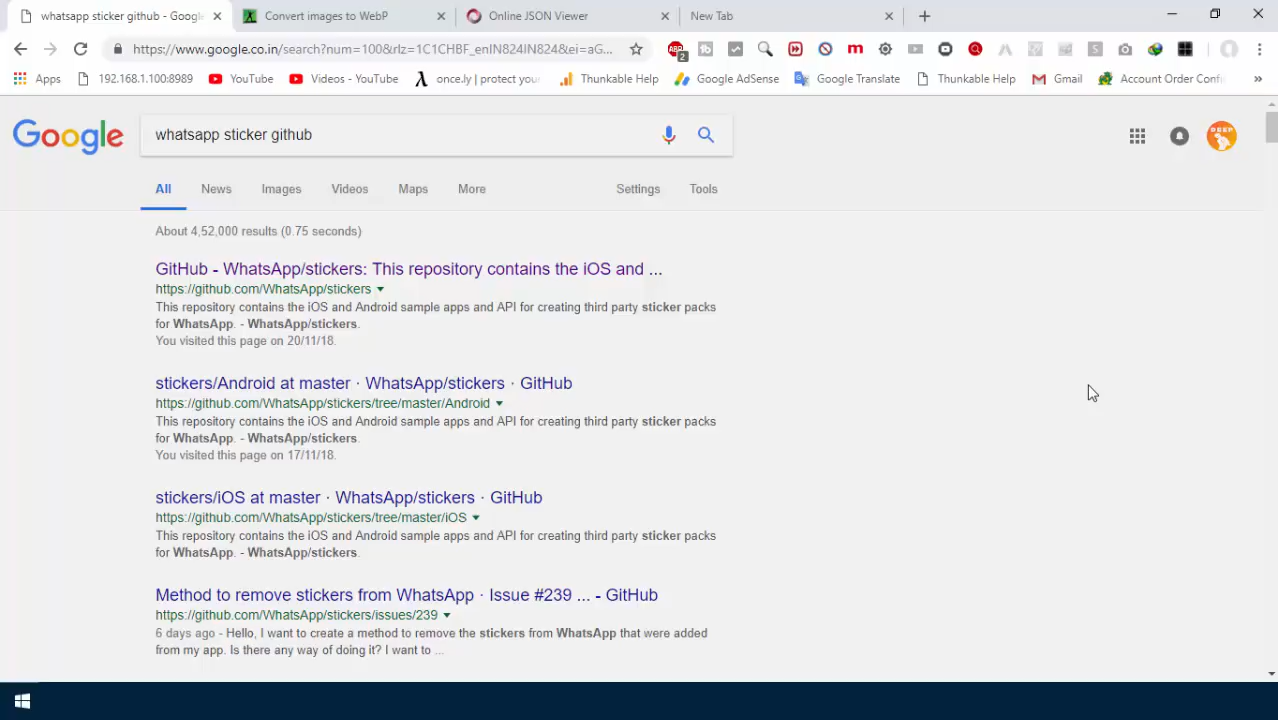 whatsapp sticker github - Goog
Convert images to WebP
Online JSON Viewer
New Tab
https://www.google.co.in/search?num=100&rlz=1C1CHBF_enIN824IN824&ei=aG...
ABP
2
m
S
Apps
192.168.1.100:8989
YouTube
Videos - YouTube
once.ly | protect your
Thunkable Help
Google AdSense
Google Translate
Thunkable Help
Gmail
Account Order Conf
»
Google
whatsapp sticker github
DEEP
All
News
Images
Videos
Maps
More
Settings
Tools
About 4,52,000 results (0.75 seconds)
GitHub - WhatsApp/stickers: This repository contains the iOS and ...
https://github.com/WhatsApp/stickers
This repository contains the iOS and Android sample apps and API for creating third party sticker packs
for WhatsApp. - WhatsApp/stickers.
You visited this page on 20/11/18.
stickers/Android at master · WhatsApp/stickers · GitHub
https://github.com/WhatsApp/stickers/tree/master/Android
This repository contains the iOS and Android sample apps and API for creating third party sticker packs
for WhatsApp. - WhatsApp/stickers.
You visited this page on 17/11/18.
stickers/iOS at master · WhatsApp/stickers · GitHub
https://github.com/WhatsApp/stickers/tree/master/iOS
This repository contains the iOS and Android sample apps and API for creating third party sticker packs
for WhatsApp. - WhatsApp/stickers.
Method to remove stickers from WhatsApp · Issue #239 ... - GitHub
https://github.com/WhatsApp/stickers/issues/239
6 days ago - Hello, I want to create a method to remove the stickers from WhatsApp that were added
from my app. Is there any way of doing it? I want to ...